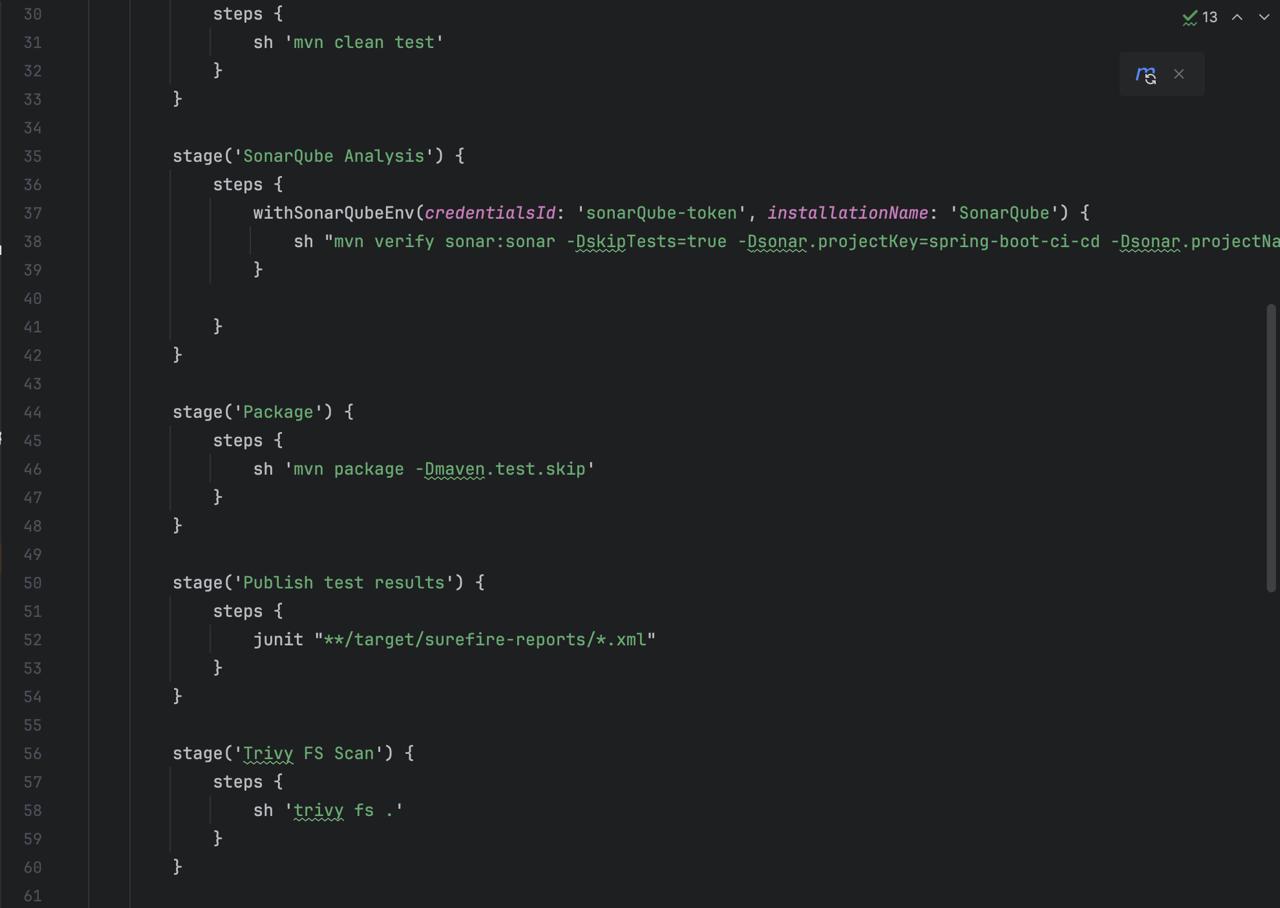 30 steps {
31 sh 'mvn clean test'
32 }
33 }
34
35 stage('SonarQube Analysis') {
36 steps {
37 withSonarQubeEnv(credentialsId: 'sonarQube-token', installationName: 'SonarQube') {
38 sh "mvn verify sonar:sonar -DskipTests=true -Dsonar.projectKey=spring-boot-ci-cd -Dsonar.projectNa
39 }
40
41 }
42 }
43
44 stage('Package') {
45 steps {
46 sh 'mvn package -Dmaven.test.skip'
47 }
48 }
49
50 stage('Publish test results') {
51 steps {
52 junit "**/target/surefire-reports/*.xml"
53 }
54 }
55
56 stage('Trivy FS Scan') {
57 steps {
58 sh 'trivy fs .'
59 }
60 }
61
13
m